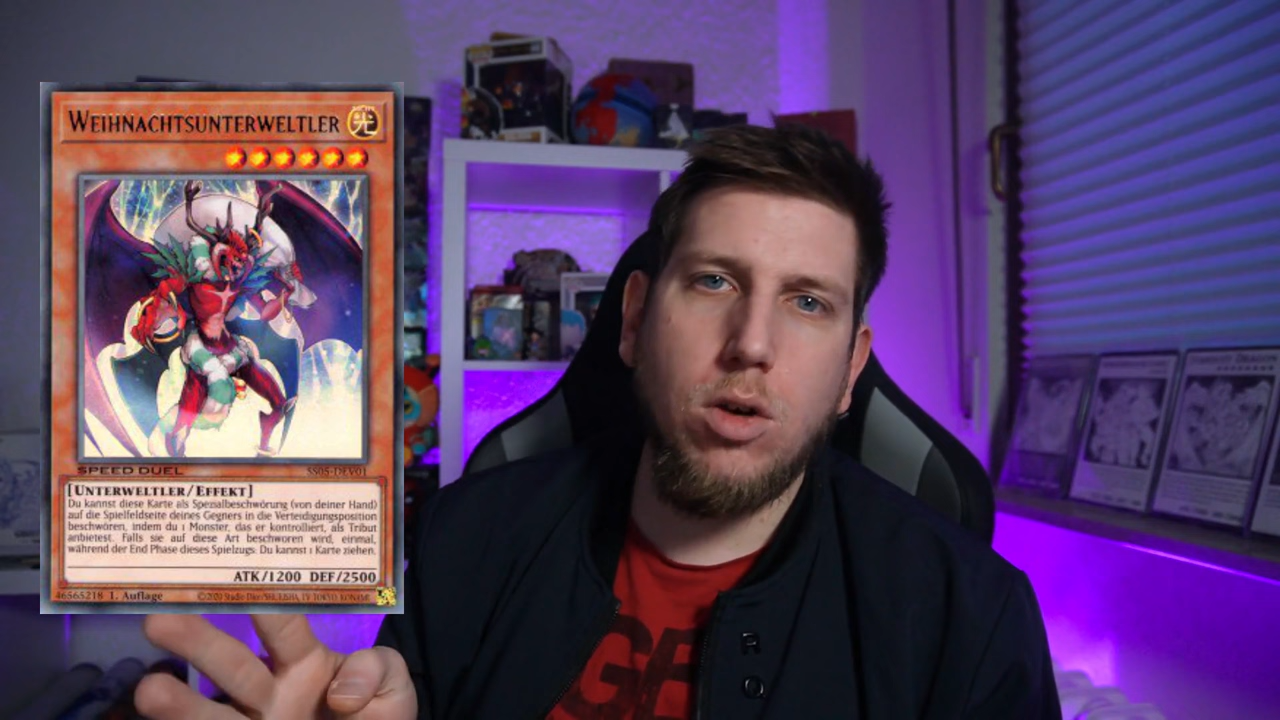 WEIHNACHTSUNTERWELTLER
光
SPEED DUEL
SS05-DEV01
[UNTERWELTLER/EFFEKT]
Du kannst diese Karte als Spezialbeschwörung (von deiner Hand)
auf die Spielfeldseite deines Gegners in die Verteidigungsposition
beschwören, indem du 1 Monster, das er kontrolliert, als Tribut
anbietest. Falls sie auf diese Art beschworen wird, einmal,
während der End Phase dieses Spielzugs: Du kannst 1 Karte ziehen.
ATK/1200 DEF/2500
46565218 1. Auflage
GE
R
O